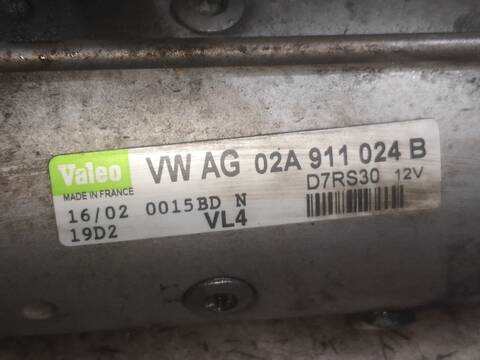 Valeo VW AG 02A 911 024 B
MADE IN FRANCE D7RS30 12V
16/02 0015BD N
19D2 VL4